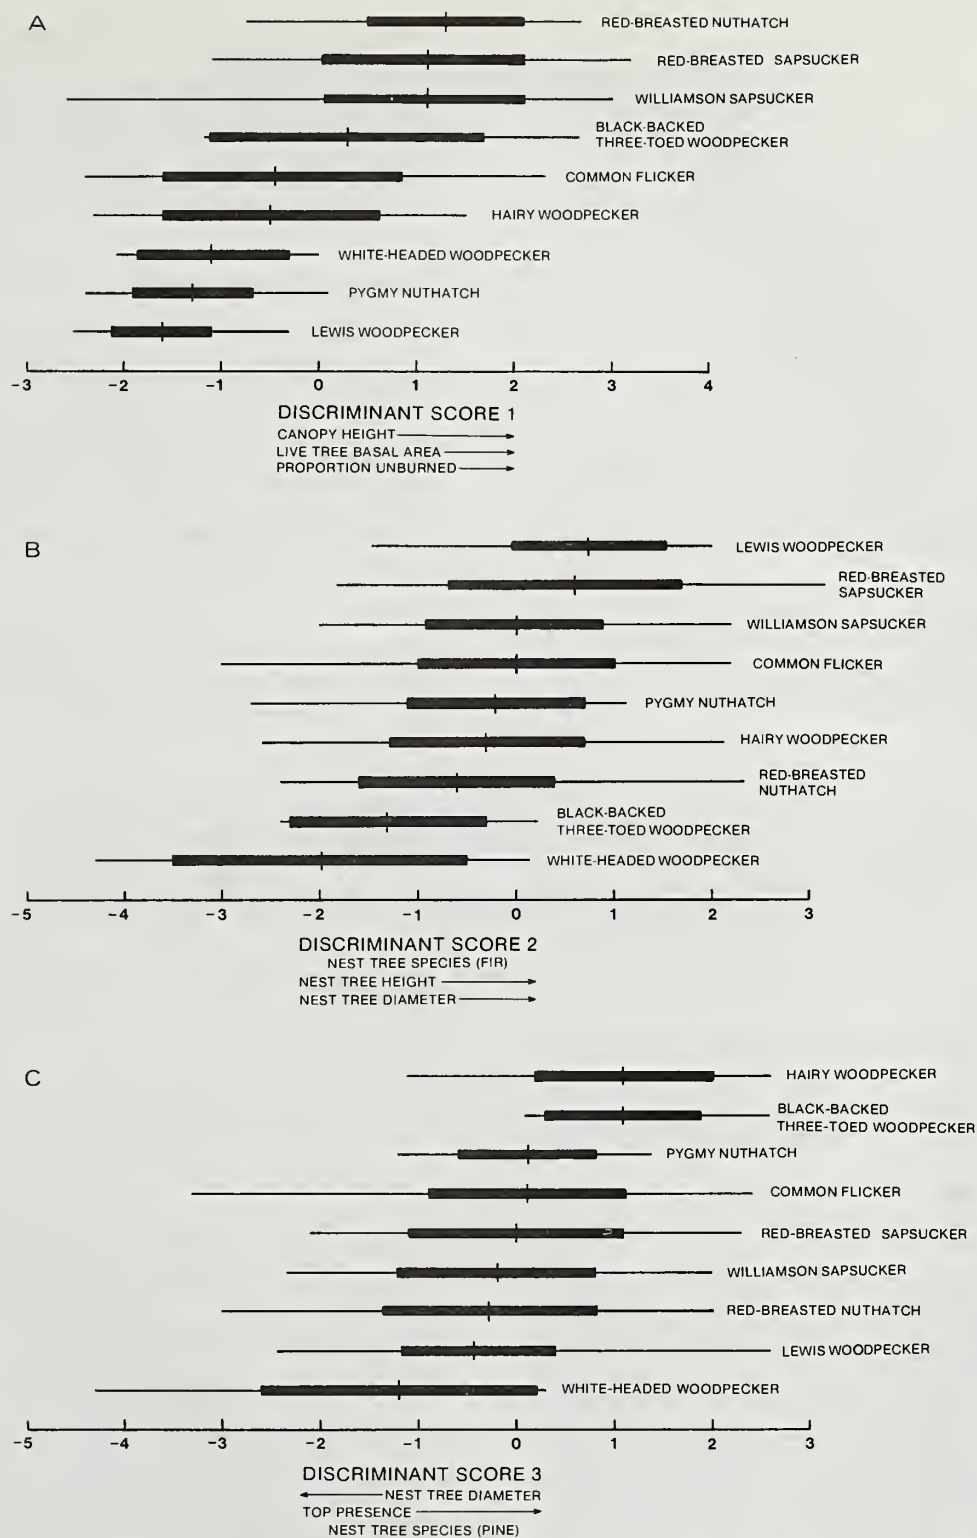 A
RED-BREASTED NUTHATCH
RED-BREASTED SAPSUCKER
WILLIAMSON SAPSUCKER
BLACK-BACKED
THREE-TOED WOODPECKER
COMMON FLICKER
HAIRY WOODPECKER
WHITE-HEADED WOODPECKER
PYGMY NUTHATCH
LEWIS WOODPECKER
-3 -2 -1 0 1 2 3 4
DISCRIMINANT SCORE 1
CANOPY HEIGHT
LIVE TREE BASAL AREA
PROPORTION UNBURNED
B
LEWIS WOODPECKER
RED-BREASTED
SAPSUCKER
WILLIAMSON SAPSUCKER
COMMON FLICKER
PYGMY NUTHATCH
HAIRY WOODPECKER
RED-BREASTED
NUTHATCH
BLACK-BACKED
THREE-TOED WOODPECKER
WHITE-HEADED WOODPECKER
-5 -4 -3 -2 -1 0 1 2 3
DISCRIMINANT SCORE 2
NEST TREE SPECIES (FIR)
NEST TREE HEIGHT
NEST TREE DIAMETER
C
HAIRY WOODPECKER
BLACK-BACKED
THREE-TOED WOODPECKER
PYGMY NUTHATCH
COMMON FLICKER
RED-BREASTED SAPSUCKER
WILLIAMSON SAPSUCKER
RED-BREASTED NUTHATCH
LEWIS WOODPECKER
WHITE-HEADED WOODPECKER
-5 -4 -3 -2 -1 0 1 2 3
DISCRIMINANT SCORE 3
NEST TREE DIAMETER
TOP PRESENCE
NEST TREE SPECIES (PINE)